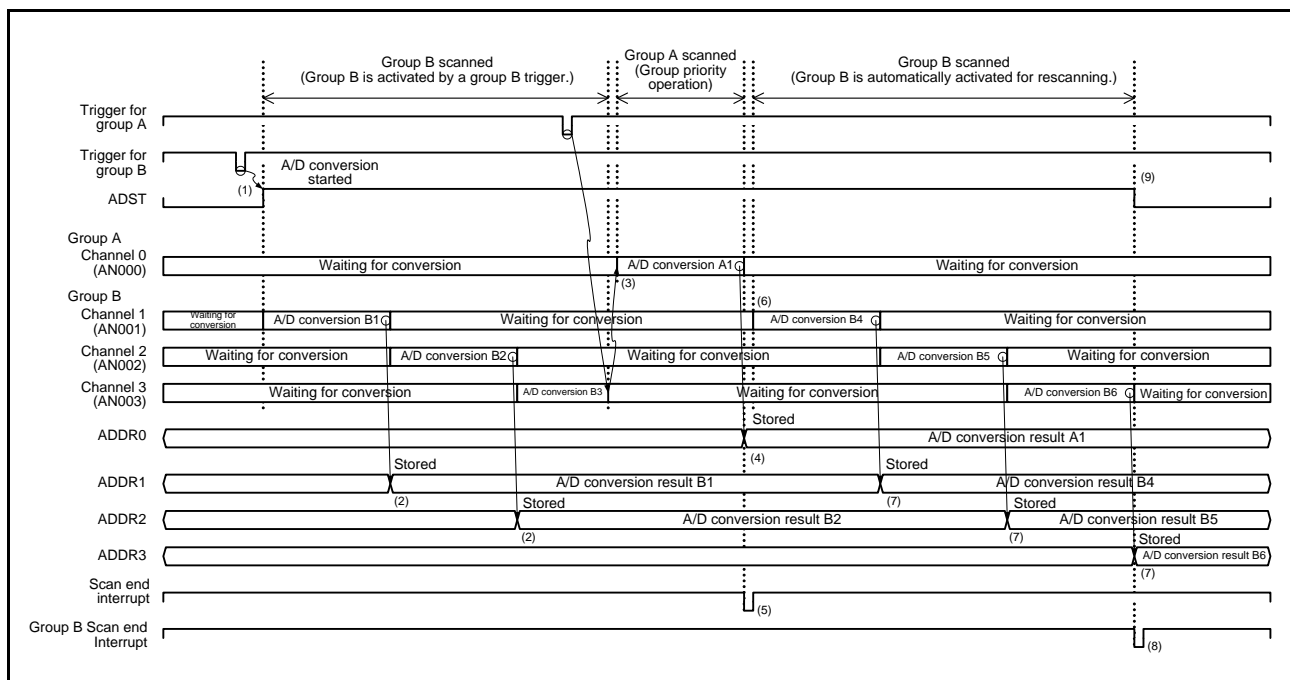 Group B scanned
(Group B is activated by a group B trigger.)
Group A scanned
(Group priority
operation)
Group B scanned
(Group B is automatically activated for rescanning.)
Trigger for
group A
Trigger for
group B
A/D conversion
started
(1)
(9)
ADST
Group A
Channel 0
(AN000)
Waiting for conversion
A/D conversion A1
Waiting for conversion
(3)
Group B
(6)
Channel 1
(AN001)
Waiting for
conversion
A/D conversion B1
Waiting for conversion
A/D conversion B4
Waiting for conversion
Channel 2
(AN002)
Waiting for conversion
A/D conversion B2
Waiting for conversion
A/D conversion B5
Waiting for conversion
Channel 3
(AN003)
Waiting for conversion
A/D conversion B3
Waiting for conversion
A/D conversion B6
Waiting for conversion
Stored
ADDR0
A/D conversion result A1
(4)
Stored
Stored
ADDR1
A/D conversion result B1
A/D conversion result B4
(2)
(7)
Stored
Stored
ADDR2
A/D conversion result B2
A/D conversion result B5
(2)
(7)
Stored
ADDR3
A/D conversion result B6
(7)
Scan end
interrupt
(5)
Group B Scan end
Interrupt
(8)